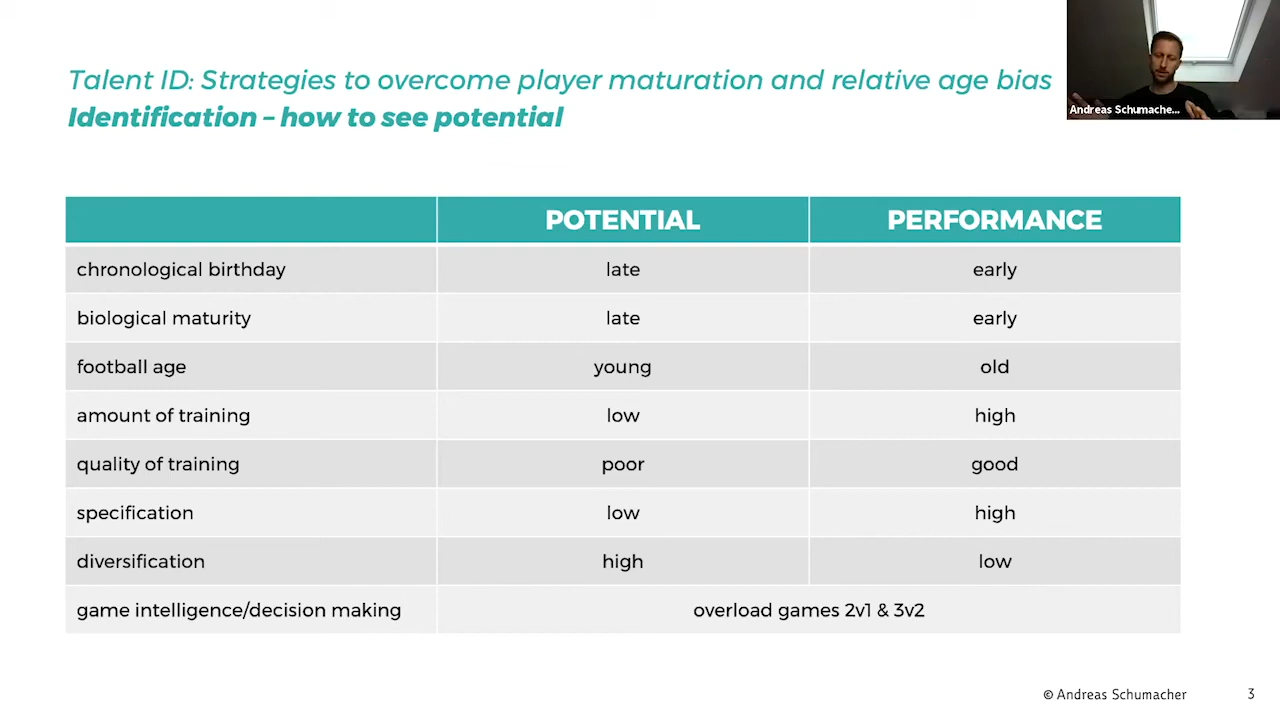 Talent ID: Strategies to overcome player maturation and relative age bias
Identification – how to see potential
Andreas Schumache...
POTENTIAL PERFORMANCE
chronological birthday late early
biological maturity late early
football age young old
amount of training low high
quality of training poor good
specification low high
diversification high low
game intelligence/decision making overload games 2v1 & 3v2
© Andreas Schumacher 3